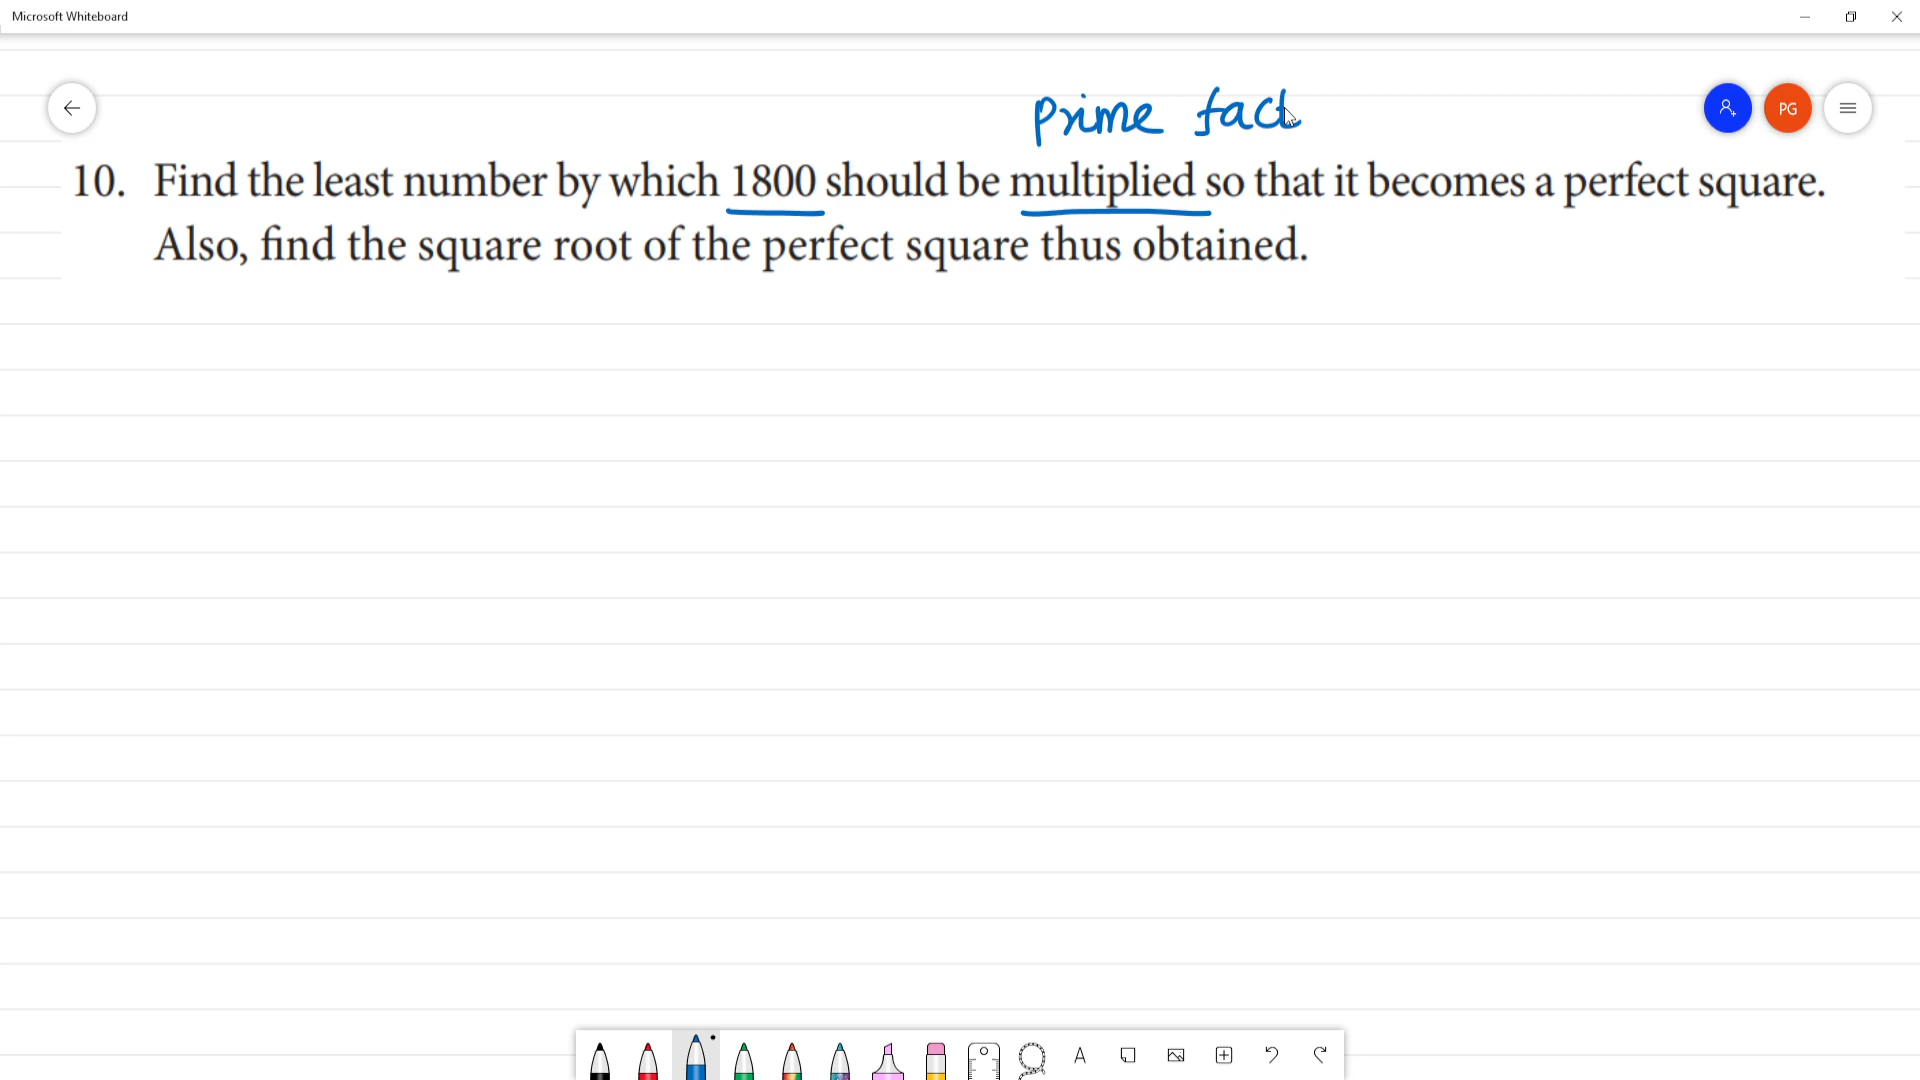 Microsoft Whiteboard
prime fact
PG
10. Find the least number by which 1800 should be multiplied so that it becomes a perfect square.
Also, find the square root of the perfect square thus obtained.
A